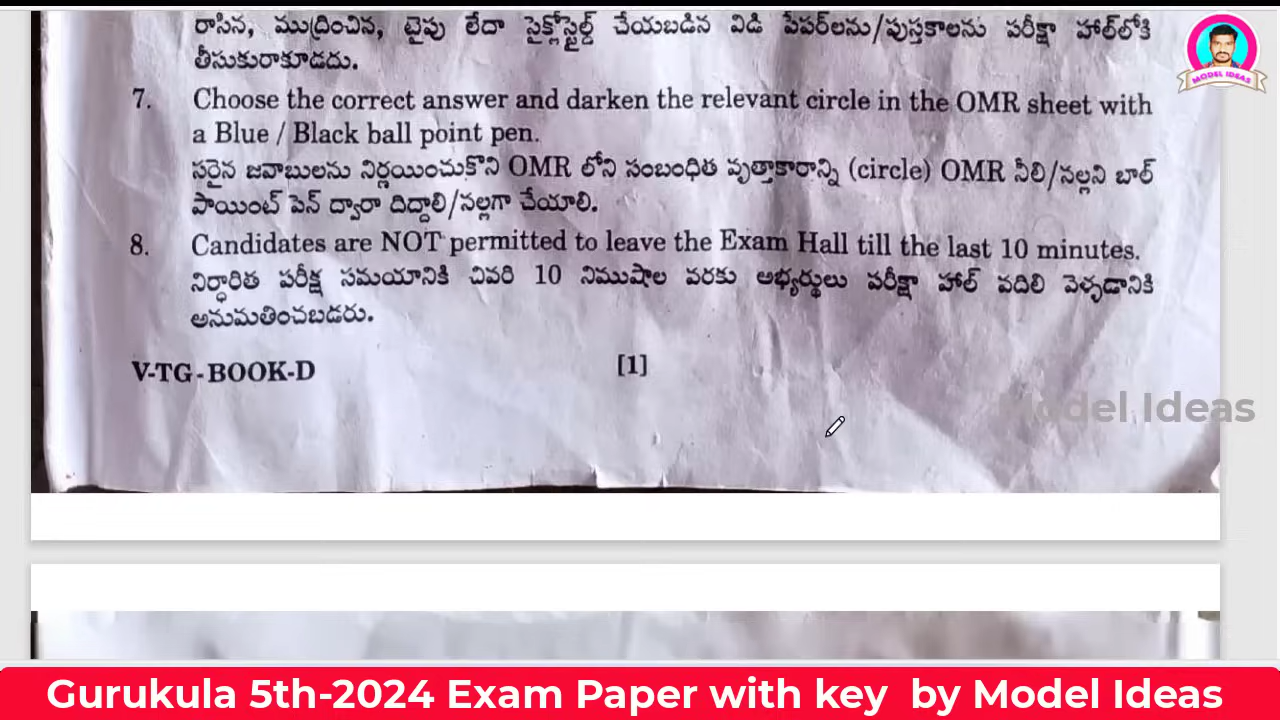 రాసిన, ముద్రించిన, టైపు లేదా సైక్లోస్టైల్డ్ చేయబడిన విడి పేపర్‌లను/పుస్తకాలను పరీక్షా హాల్‌లోకి
తీసుకురాకూడదు.
7. Choose the correct answer and darken the relevant circle in the OMR sheet with
a Blue / Black ball point pen.
సరైన జవాబులను నిర్ణయించుకొని OMR లోని సంబంధిత వృత్తాకారాన్ని (circle) OMR నీలి/నల్లని బాల్
పాయింట్ పెన్ ద్వారా దిద్దాలి/నల్లగా చేయాలి.
8. Candidates are NOT permitted to leave the Exam Hall till the last 10 minutes.
నిర్ధారిత పరీక్ష సమయానికి చివరి 10 నిముషాల వరకు అభ్యర్థులు పరీక్షా హాల్ వదిలి వెళ్ళడానికి
అనుమతించబడరు.
V-TG-BOOK-D [1]
Model Ideas
MODEL IDEAS
Gurukula 5th-2024 Exam Paper with key by Model Ideas